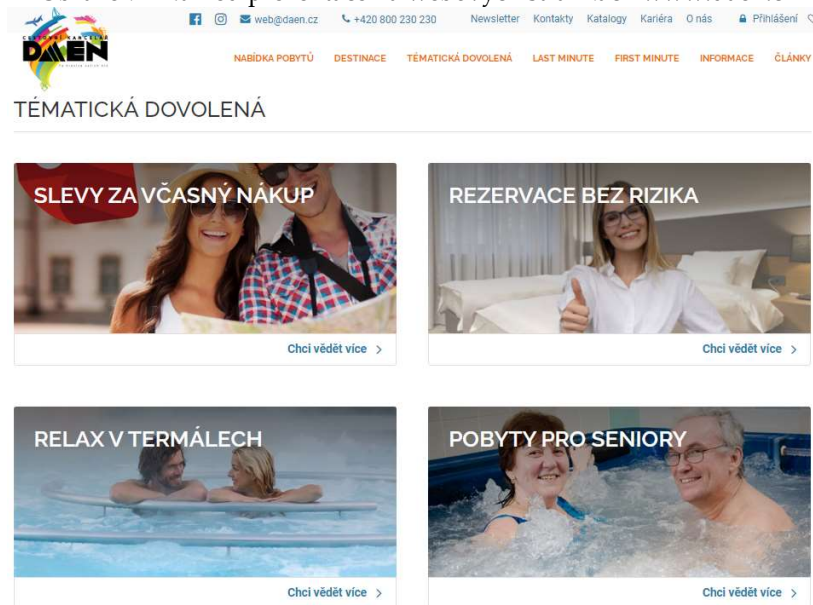 web@daen.cz +420 800 230 230 Newsletter Kontakty Katalogy Kariéra O nás Přihlášení
CESTOVNÍ KANCELÁŘ
DAEN
NABÍDKA POBYTŮ DESTINACE TÉMATICKÁ DOVOLENÁ LAST MINUTE FIRST MINUTE INFORMACE ČLÁNKY
TÉMATICKÁ DOVOLENÁ
SLEVY ZA VČASNÝ NÁKUP
REZERVACE BEZ RIZIKA
Chci vědět více
Chci vědět více
RELAX V TERMÁLECH
POBYTY PRO SENIORY
Chci vědět více
Chci vědět více